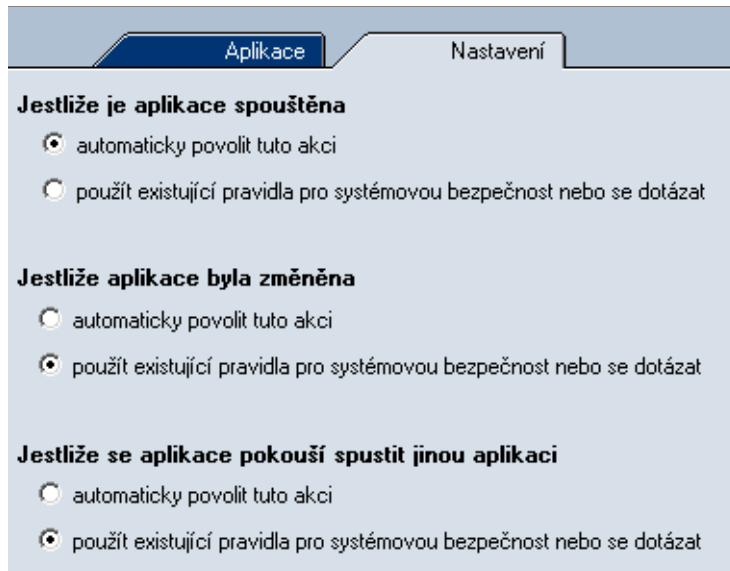 Aplikace Nastavení
Jestliže je aplikace spouštěna
automaticky povolit tuto akci
použít existující pravidla pro systémovou bezpečnost nebo se dotázat
Jestliže aplikace byla změněna
automaticky povolit tuto akci
použít existující pravidla pro systémovou bezpečnost nebo se dotázat
Jestliže se aplikace pokouší spustit jinou aplikaci
automaticky povolit tuto akci
použít existující pravidla pro systémovou bezpečnost nebo se dotázat